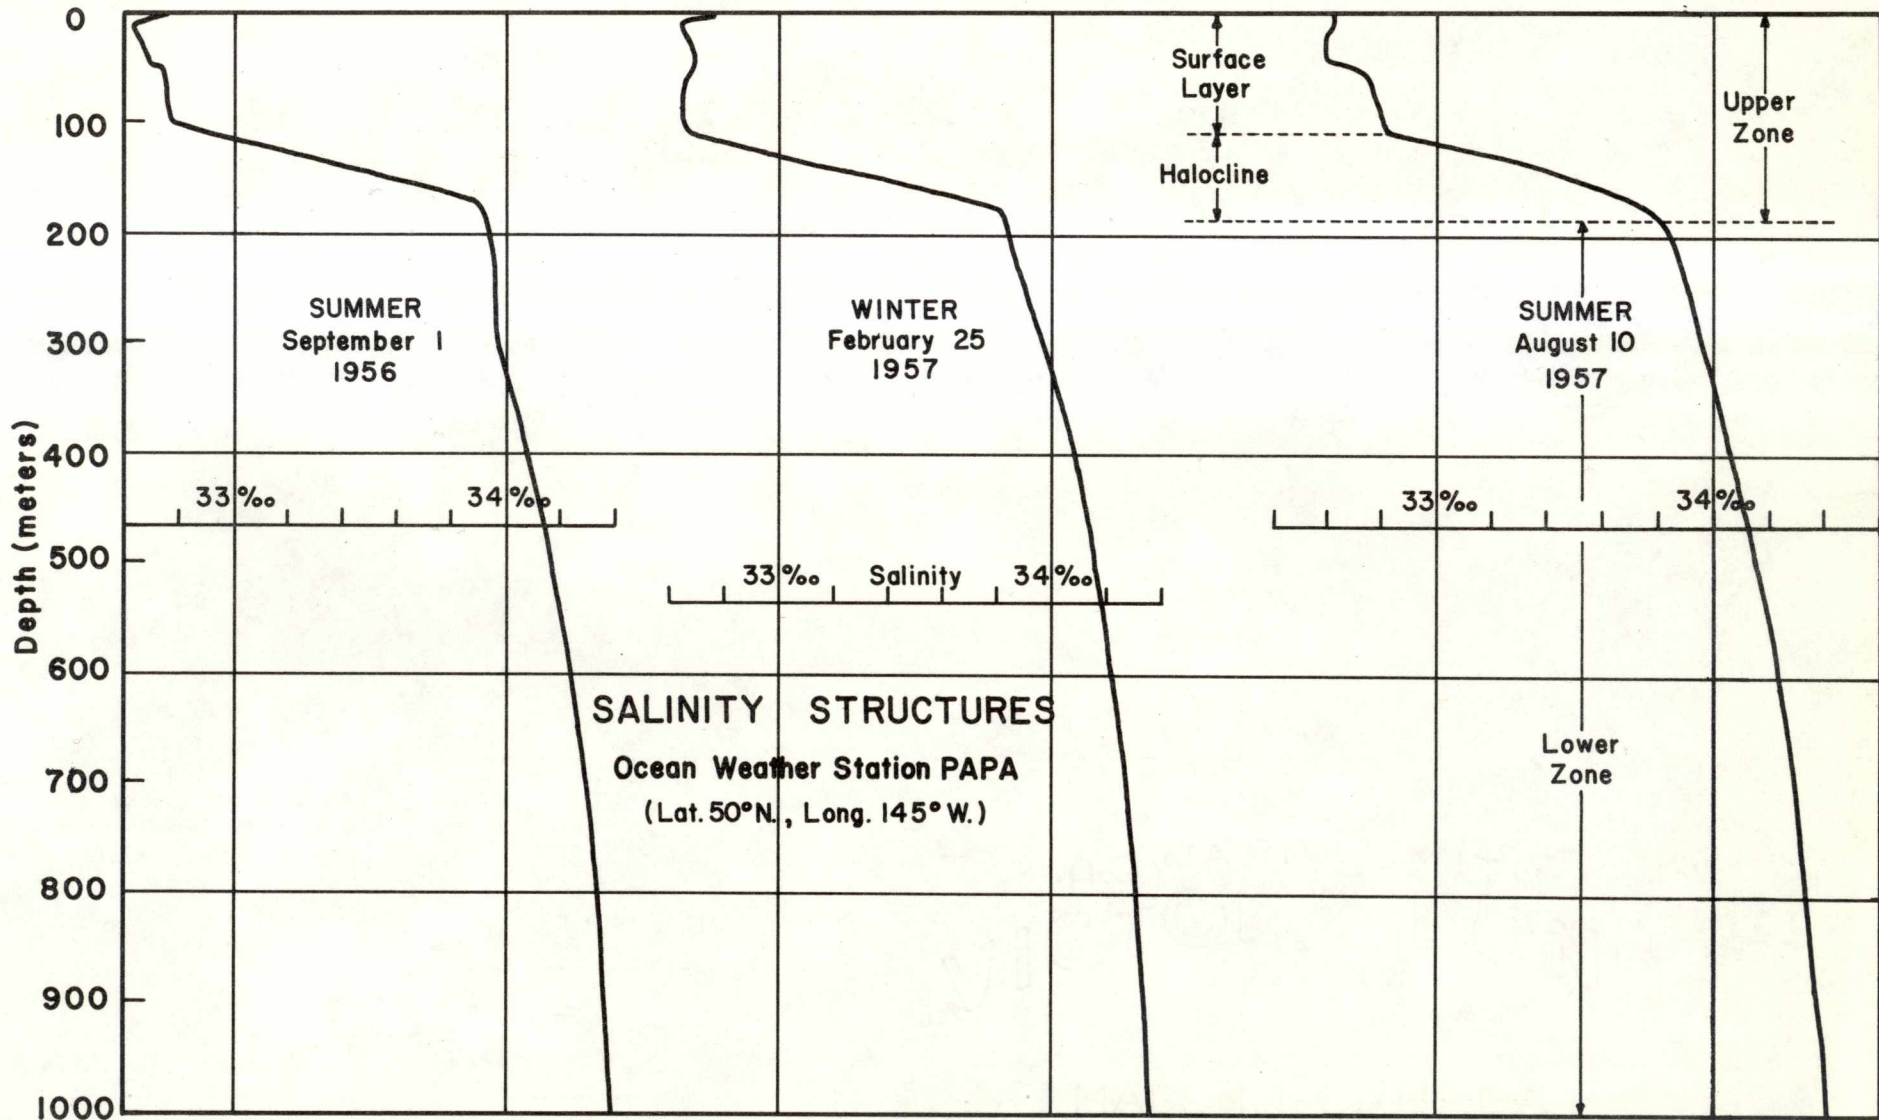 Depth (meters)
0
100
200
300
400
500
600
700
800
900
1000
SUMMER
September 1
1956
33‰
34‰
WINTER
February 25
1957
33‰ Salinity 34‰
SALINITY STRUCTURES
Ocean Weather Station PAPA
(Lat. 50° N., Long. 145° W.)
Surface
Layer
Halocline
Upper
Zone
SUMMER
August 10
1957
33‰
34‰
Lower
Zone